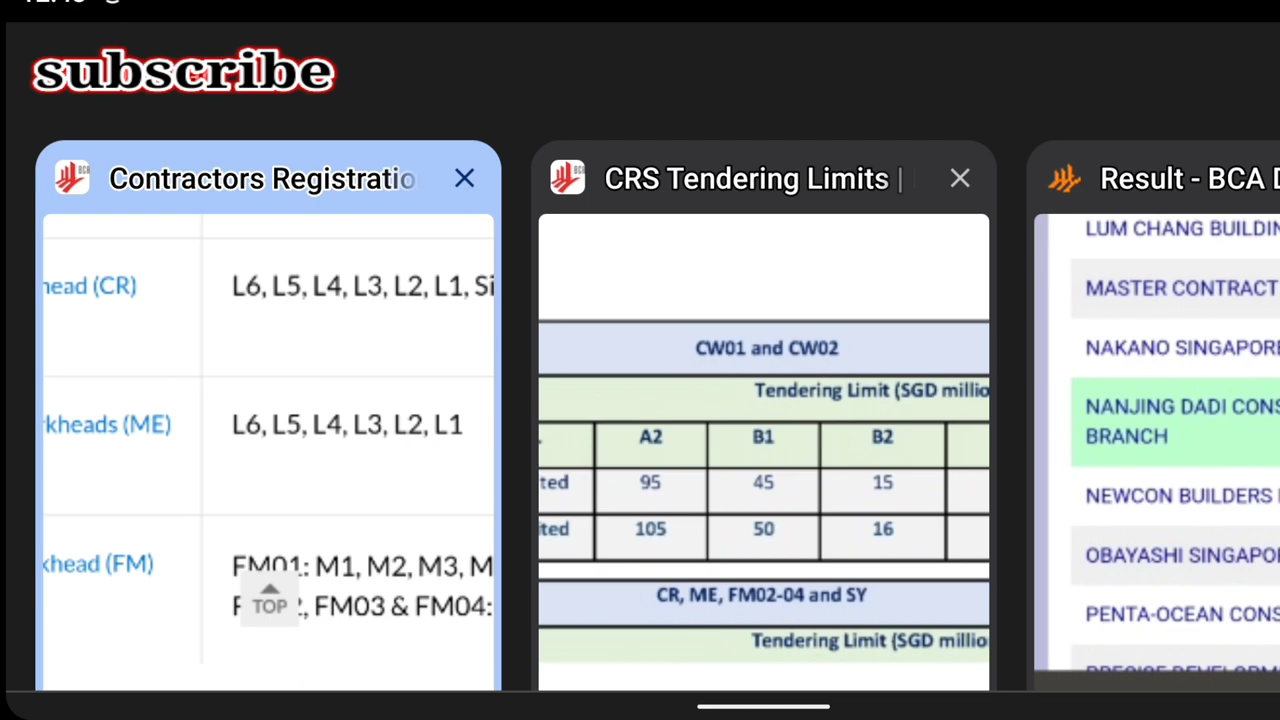 subscribe
Contractors Registratio
head (CR)
L6, L5, L4, L3, L2, L1, Si
kheads (ME)
L6, L5, L4, L3, L2, L1
khead (FM)
FM01: M1, M2, M3, M
FM03 & FM04:
TOP
CRS Tendering Limits |
CW01 and CW02
Tendering Limit (SGD millio
A2 B1 B2
ted 95 45 15
ited 105 50 16
CR, ME, FM02-04 and SY
Tendering Limit (SGD millio
Result - BCA D
LUM CHANG BUILDIN
MASTER CONTRACT
NAKANO SINGAPORE
NANJING DADI CONS
BRANCH
NEWCON BUILDERS
OBAYASHI SINGAPO
PENTA-OCEAN CONS